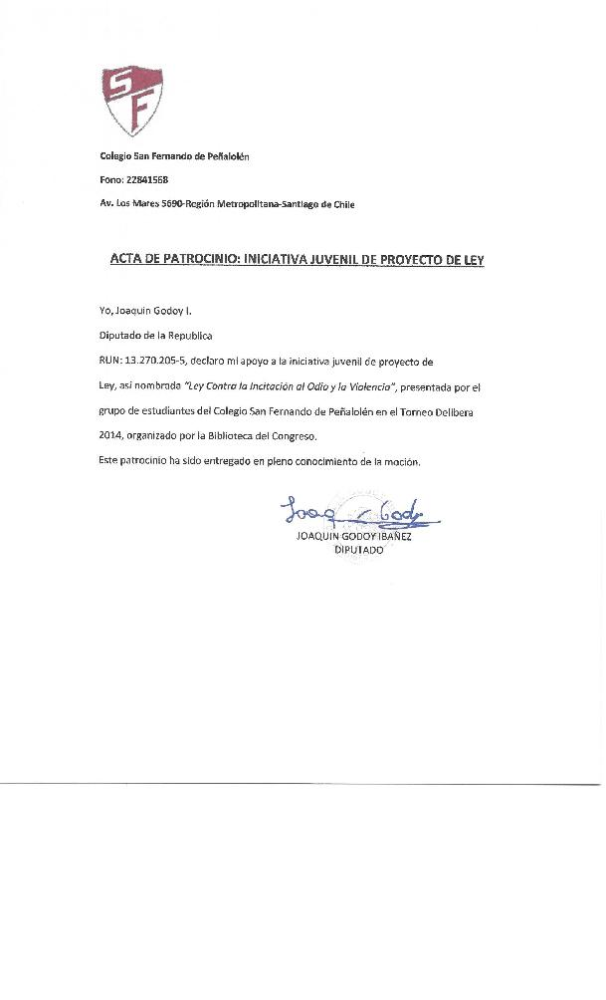 SF
Colegio San Fernando de Peñalolén
Fono: 22841568
Av. Los Mares 5690-Región Metropolitana-Santiago de Chile
ACTA DE PATROCINIO: INICIATIVA JUVENIL DE PROYECTO DE LEY
Yo, Joaquín Godoy I.
Diputado de la Republica
RUN: 13.270.205-5, declaro mi apoyo a la iniciativa juvenil de proyecto de
Ley, así nombrada "Ley Contra la Incitación al Odio y la Violencia", presentada por el
grupo de estudiantes del Colegio San Fernando de Peñalolén en el Torneo Delibera
2014, organizado por la Biblioteca del Congreso.
Este patrocinio ha sido entregado en pleno conocimiento de la moción.
Joaq Godoy
JOAQUIN GODOY IBAÑEZ
DIPUTADO